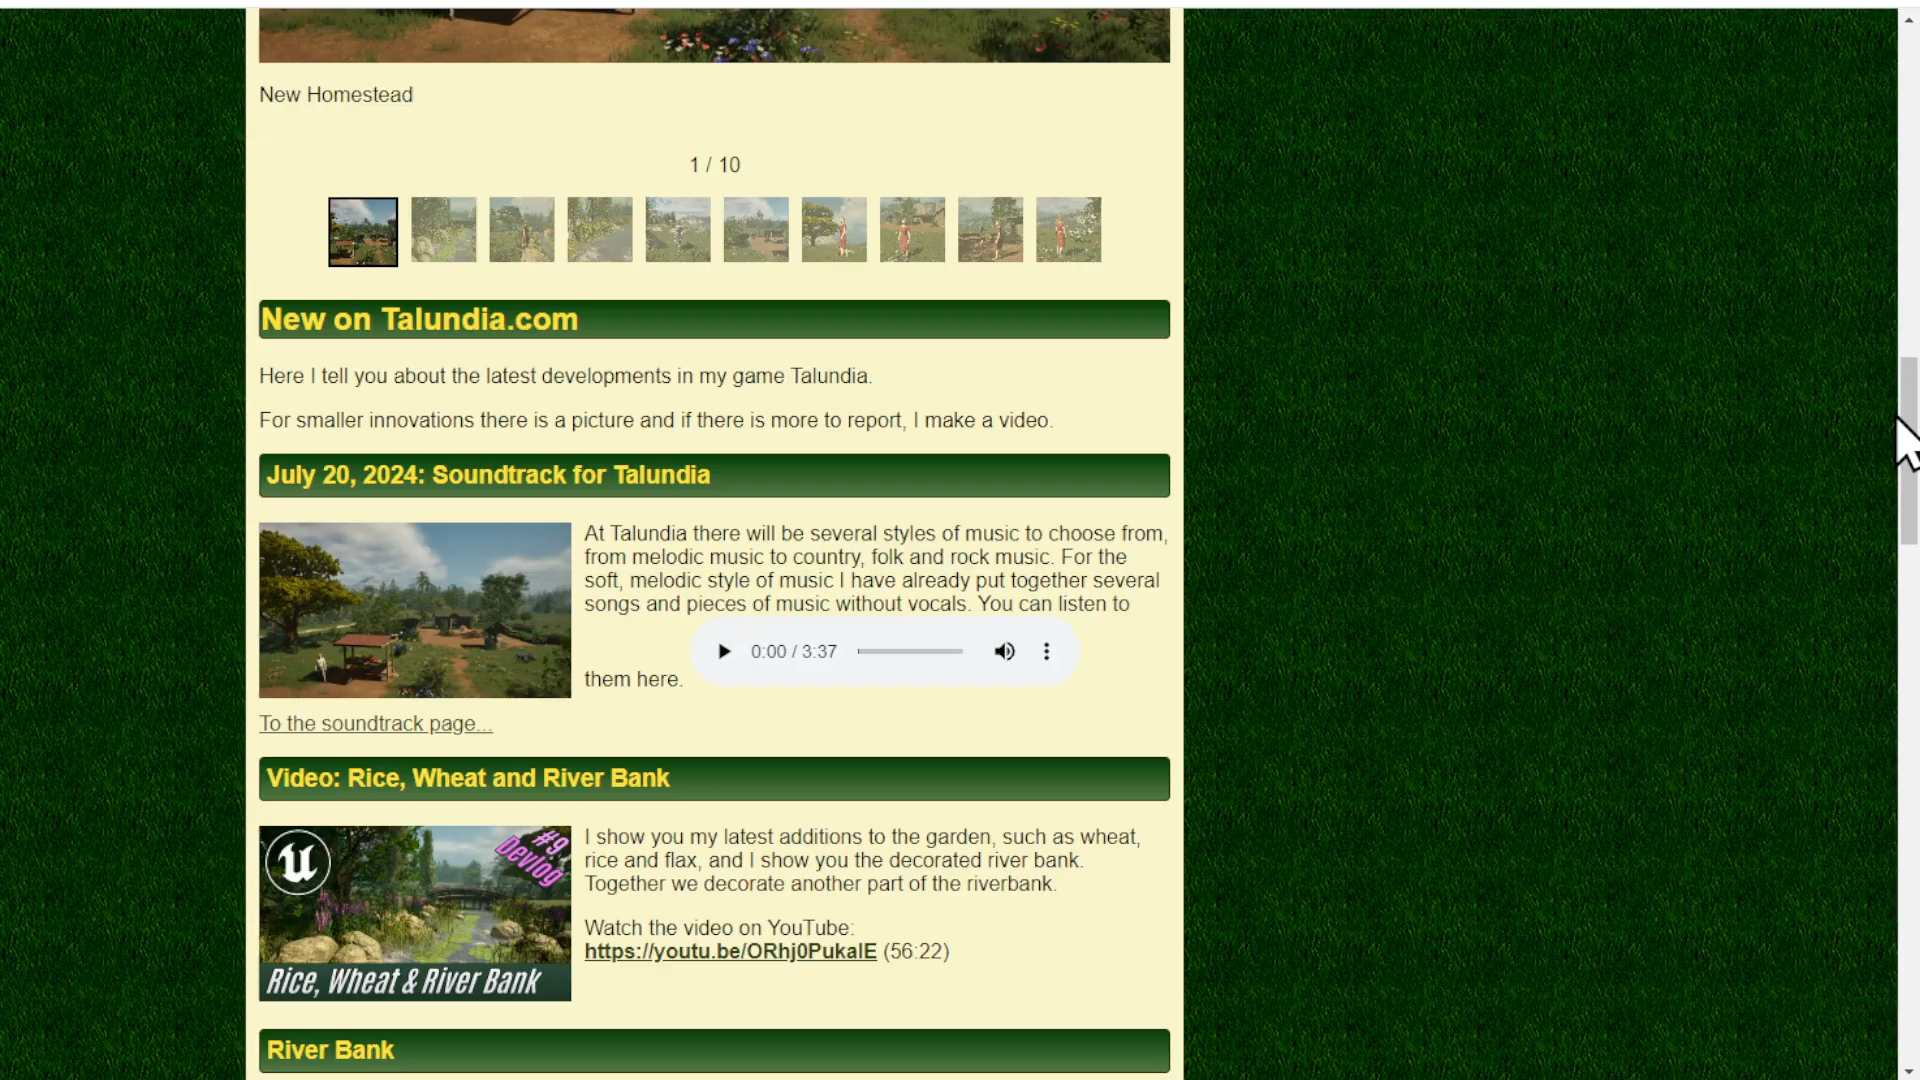 New Homestead
1 / 10
New on Talundia.com
Here I tell you about the latest developments in my game Talundia.
For smaller innovations there is a picture and if there is more to report, I make a video.
July 20, 2024: Soundtrack for Talundia
At Talundia there will be several styles of music to choose from,
from melodic music to country, folk and rock music. For the
soft, melodic style of music I have already put together several
songs and pieces of music without vocals. You can listen to
0:00 / 3:37
them here.
To the soundtrack page...
Video: Rice, Wheat and River Bank
#9
Devlog
Rice, Wheat & River Bank
I show you my latest additions to the garden, such as wheat,
rice and flax, and I show you the decorated river bank.
Together we decorate another part of the riverbank.
Watch the video on YouTube:
https://youtu.be/ORhj0PukalE (56:22)
River Bank